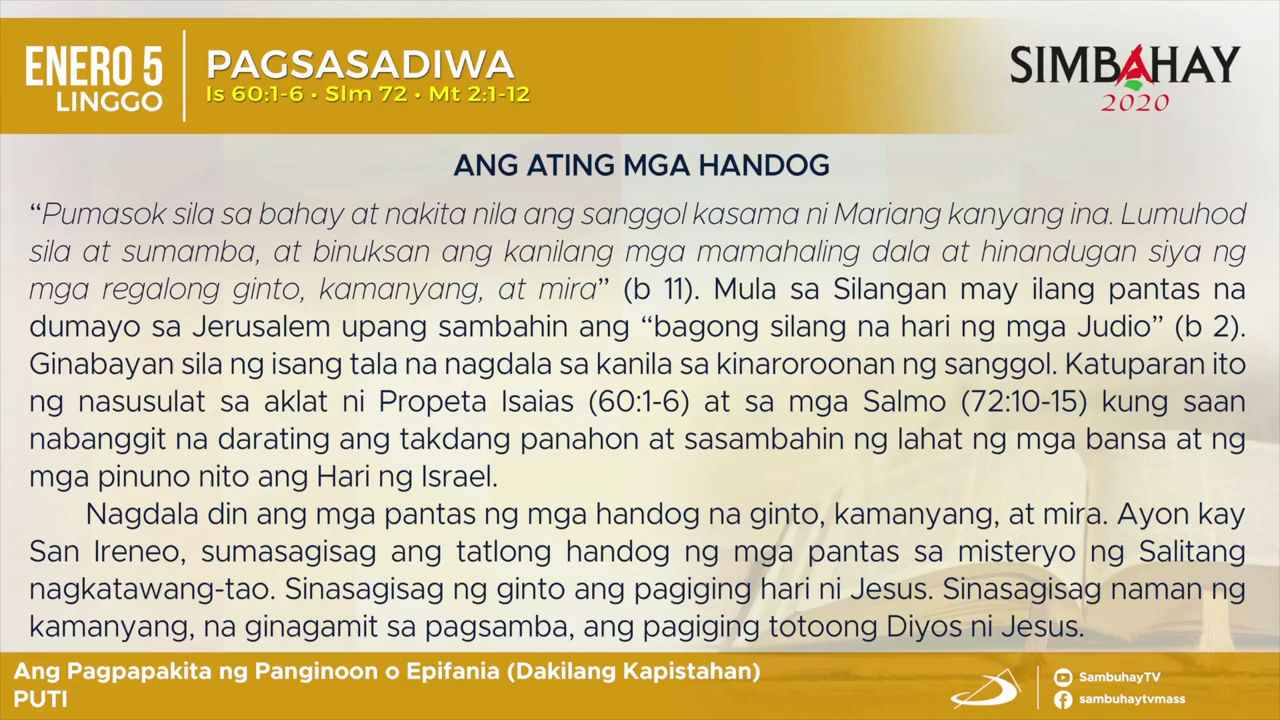 ENERO 5
LINGGO
PAGSASADIWA
Is 60:1-6 • Slm 72 • Mt 2:1-12
SIMBAHAY
2020
ANG ATING MGA HANDOG
“Pumasok sila sa bahay at nakita nila ang sanggol kasama ni Mariang kanyang ina. Lumuhod
sila at sumamba, at binuksan ang kanilang mga mamahaling dala at hinandugan siya ng
mga regalong ginto, kamanyang, at mira” (b 11). Mula sa Silangan may ilang pantas na
dumayo sa Jerusalem upang sambahin ang “bagong silang na hari ng mga Judio” (b 2).
Ginabayan sila ng isang tala na nagdala sa kanila sa kinaroroonan ng sanggol. Katuparan ito
ng nasusulat sa aklat ni Propeta Isaias (60:1-6) at sa mga Salmo (72:10-15) kung saan
nabanggit na darating ang takdang panahon at sasambahin ng lahat ng mga bansa at ng
mga pinuno nito ang Hari ng Israel.
Nagdala din ang mga pantas ng mga handog na ginto, kamanyang, at mira. Ayon kay
San Ireneo, sumasagisag ang tatlong handog ng mga pantas sa misteryo ng Salitang
nagkatawang-tao. Sinasagisag ng ginto ang pagiging hari ni Jesus. Sinasagisag naman ng
kamanyang, na ginagamit sa pagsamba, ang pagiging totoong Diyos ni Jesus.
Ang Pagpapakita ng Panginoon o Epifania (Dakilang Kapistahan)
PUTI
SambuhayTV
sambuhaytvmass